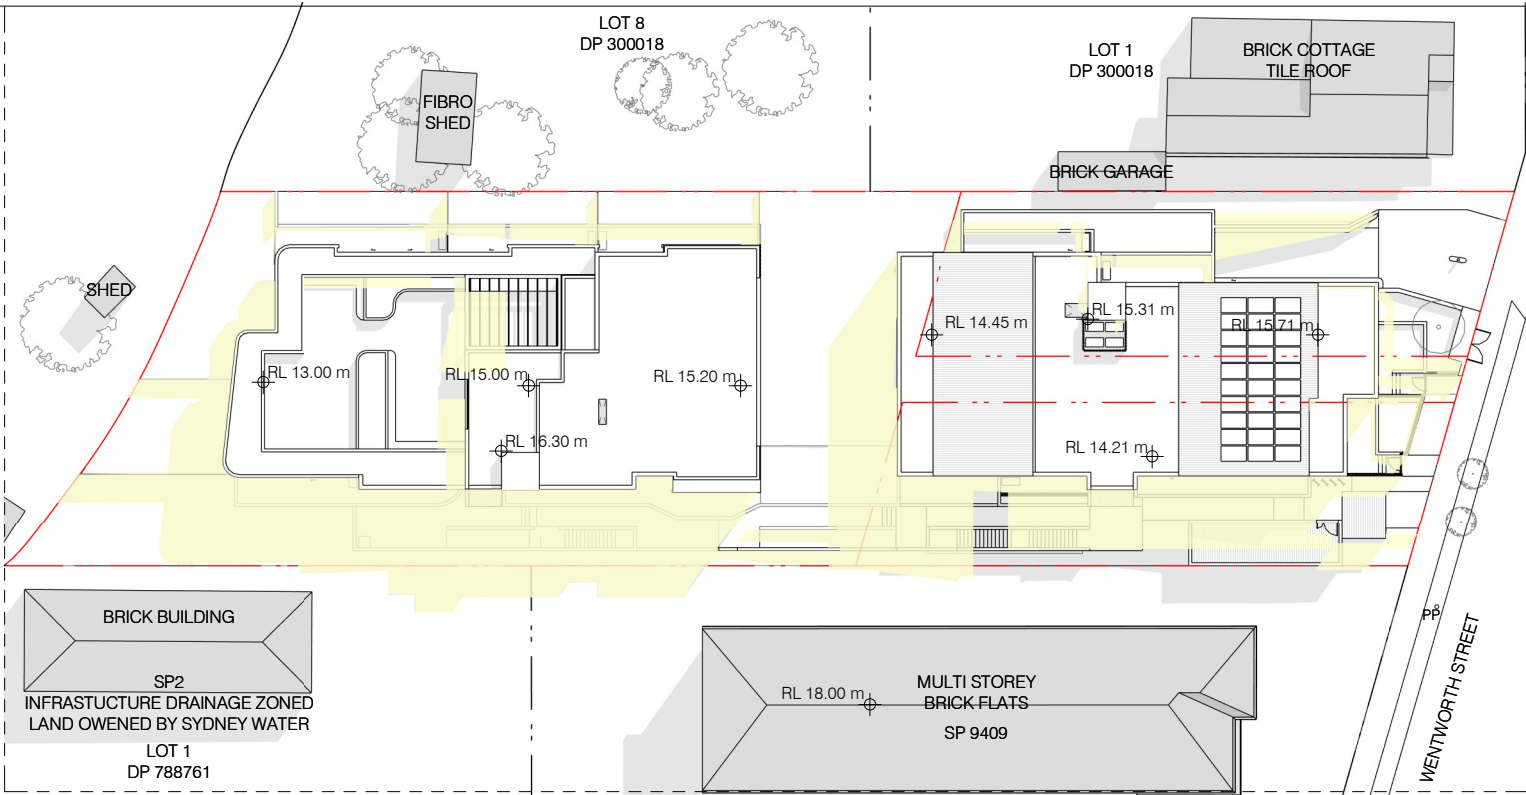 LOT 8
DP 300018
LOT 1
DP 300018
BRICK COTTAGE
TILE ROOF
FIBRO
SHED
BRICK GARAGE
SHED
RL 13.00 m
RL 15.00 m
RL 15.20 m
RL 16.30 m
RL 14.45 m
RL 15.31 m
RL 15.71 m
RL 14.21 m
BRICK BUILDING
SP2
INFRASTUCTURE DRAINAGE ZONED
LAND OWENED BY SYDNEY WATER
LOT 1
DP 788761
RL 18.00 m
MULTI STOREY
BRICK FLATS
SP 9409
PP
WENTWORTH STREET